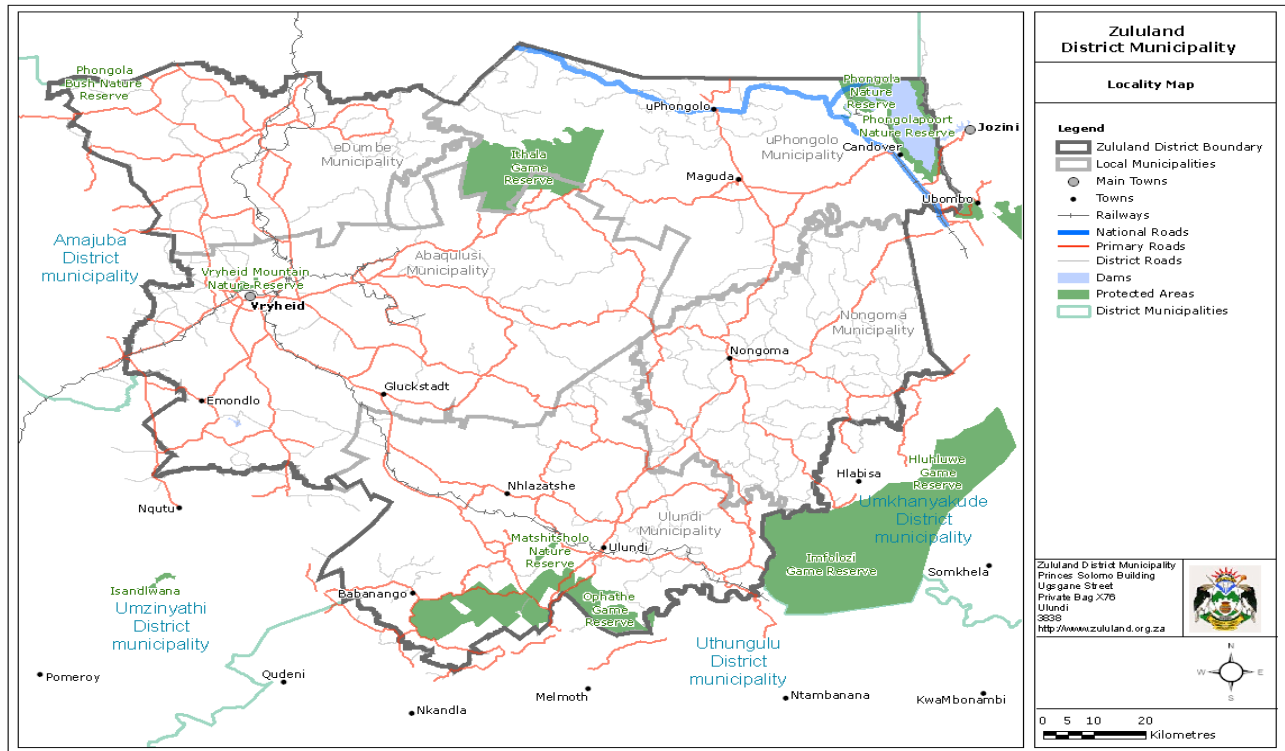 Zululand
District Municipality
Locality Map
Legend
Zululand District Boundary
Local Municipalities
Main Towns
Towns
Railways
National Roads
Primary Roads
District Roads
Dams
Protected Areas
District Municipalities
Phongola
Bush Nature
Reserve
eDumbe
Municipality
Ithala
Game
Reserve
uPhongolo
uPhongolo
Municipality
Phongola
Nature
Reserve
Phongolapoort
Nature Reserve
Jozini
Candover
Maguda
Ubombo
Amajuba
District
municipality
Vryheid Mountain
Nature Reserve
Vryheid
Abaqulusi
Municipality
Nongoma
Municipality
Nongoma
Gluckstadt
Emondlo
Nqutu
Nhlazatshe
Ulundi
Municipality
Hlabisa
Hluhluwe
Game
Reserve
Umkhanyakude
District
municipality
Matshitsholo
Nature
Reserve
Ulundi
Imfolozi
Game Reserve
Somkhela
Isandlwana
Umzinyathi
District
municipality
Babanango
Ophathe
Game
Reserve
Uthungulu
District
municipality
Pomeroy
Qudeni
Nkandla
Melmoth
Ntambanana
KwaMbonambi
Zululand District Municipality
Princes Solomo Building
Ugsgane Street
Private Bag X76
Ulundi
3838
http://www.zululand.org.za
N
W E
S
0 5 10 20
Kilometres